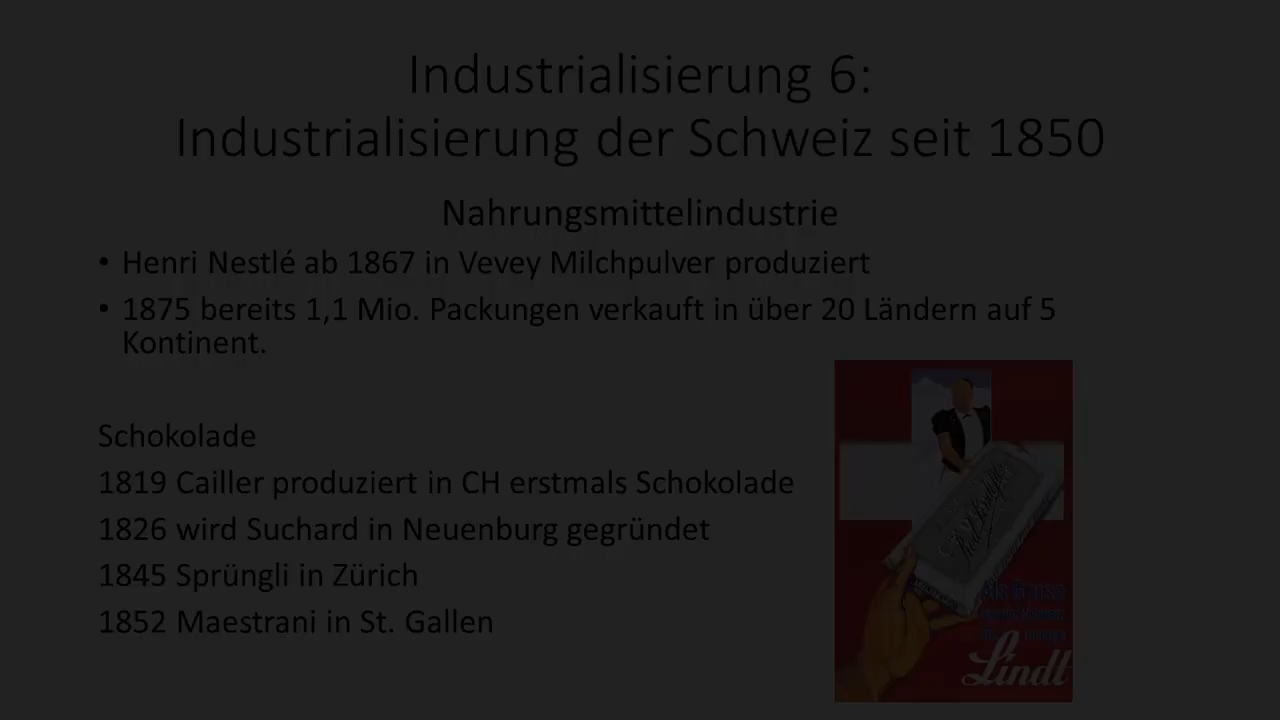 Industrialisierung 6:
Industrialisierung der Schweiz seit 1850
Nahrungsmittelindustrie
• Henri Nestlé ab 1867 in Vevey Milchpulver produziert
• 1875 bereits 1,1 Mio. Packungen verkauft in über 20 Ländern auf 5
Kontinent.
Schokolade
1819 Cailler produziert in CH erstmals Schokolade
1826 wird Suchard in Neuenburg gegründet
1845 Sprüngli in Zürich
1852 Maestrani in St. Gallen
Lindt